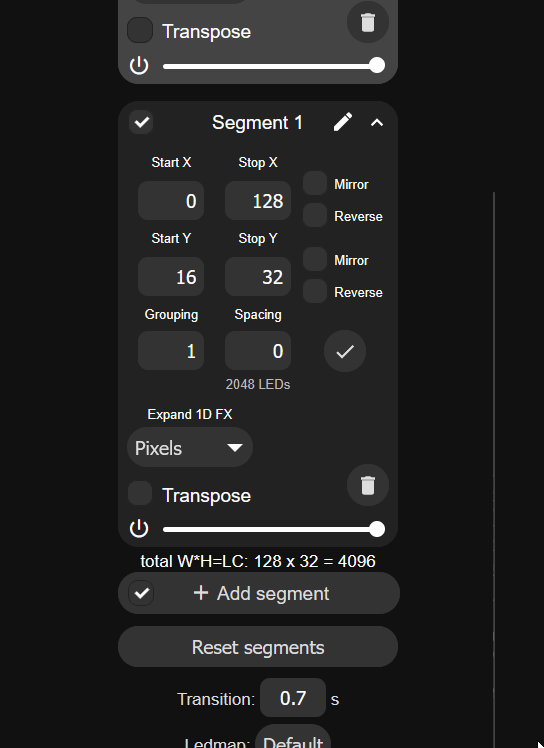 Transpose
Segment 1
Start X Stop X
0 128
Mirror
Reverse
Start Y Stop Y
16 32
Mirror
Reverse
Grouping Spacing
1 0
2048 LEDs
Expand 1D FX
Pixels
Transpose
total W*H=LC: 128 x 32 = 4096
+ Add segment
Reset segments
Transition: 0.7 s
Ledmap: Default